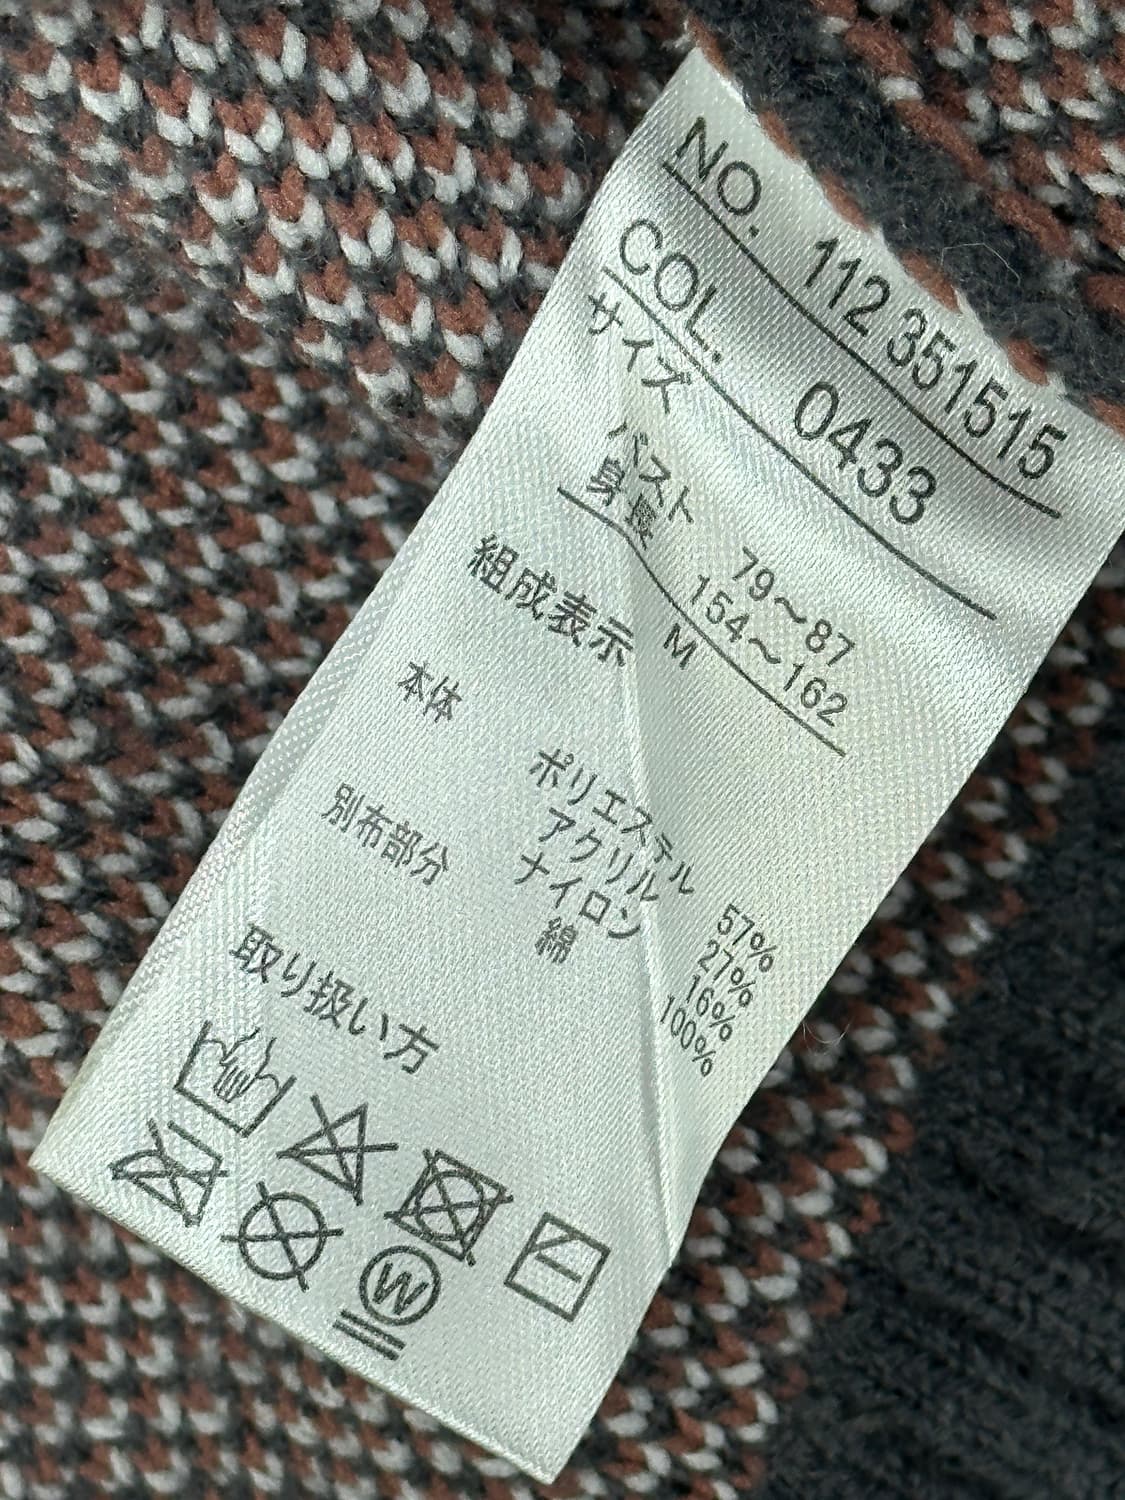 NO. 112 351515
COL. 0433
サイズ
バスト 79～87
身長 154～162
M
組成表示
本体 ポリエステル 57%
アクリル 27%
ナイロン 16%
別布部分 綿 100%
取り扱い方
W